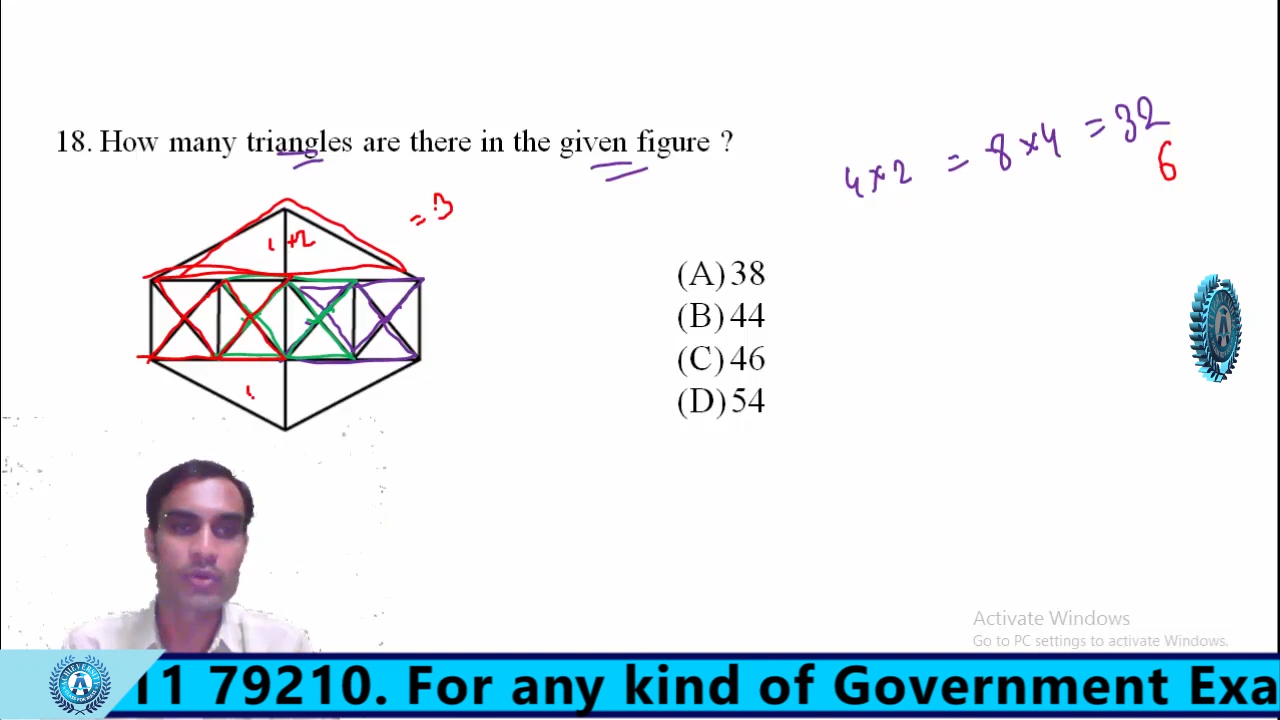 18. How many triangles are there in the given figure ?
4 × 2 = 8 × 4 = 32
6
= 3
1 + 2
1
(A) 38
(B) 44
(C) 46
(D) 54
Activate Windows
Go to PC settings to activate Windows.
11 79210. For any kind of Government Exa